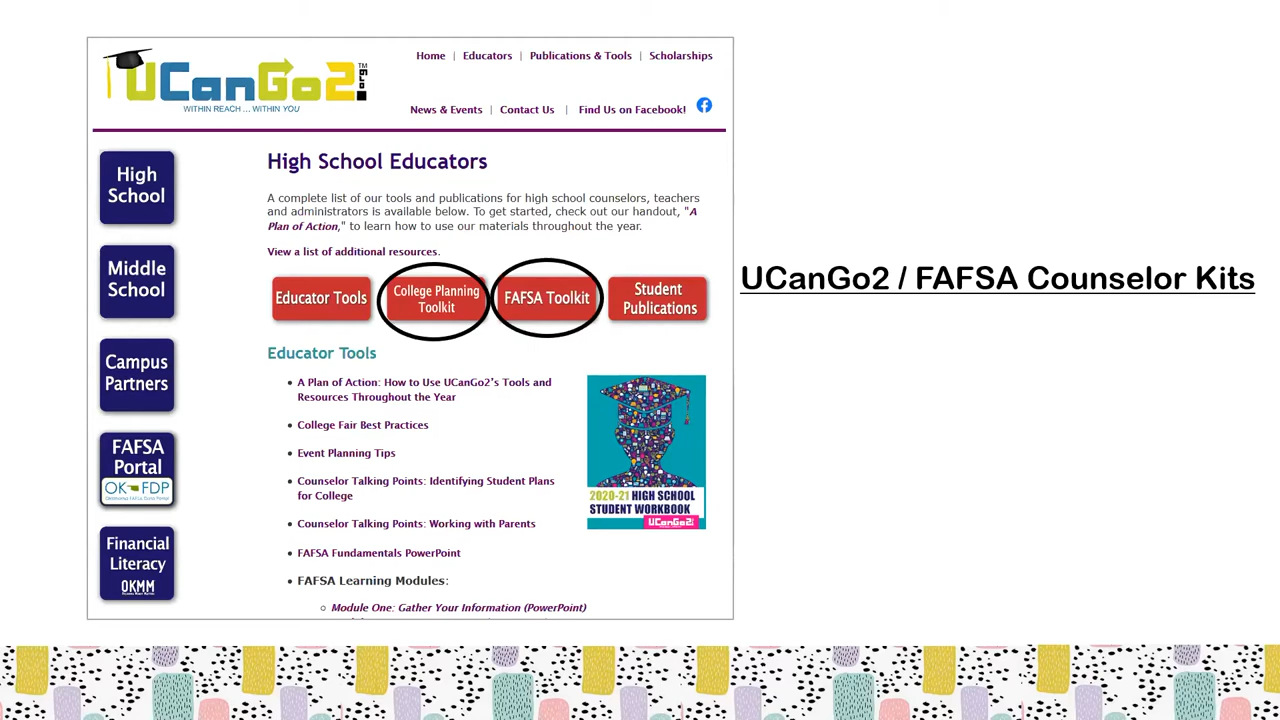 UCanGo2.org™
WITHIN REACH ... WITHIN YOU
Home | Educators | Publications & Tools | Scholarships
News & Events | Contact Us | Find Us on Facebook!
High School
Middle School
Campus Partners
FAFSA Portal
OK FDP
Financial Literacy
OKMM
High School Educators
A complete list of our tools and publications for high school counselors, teachers
and administrators is available below. To get started, check out our handout, "A
Plan of Action," to learn how to use our materials throughout the year.
View a list of additional resources.
Educator Tools
College Planning
Toolkit
FAFSA Toolkit
Student
Publications
Educator Tools
• A Plan of Action: How to Use UCanGo2's Tools and
Resources Throughout the Year
• College Fair Best Practices
• Event Planning Tips
• Counselor Talking Points: Identifying Student Plans
for College
• Counselor Talking Points: Working with Parents
• FAFSA Fundamentals PowerPoint
• FAFSA Learning Modules:
○ Module One: Gather Your Information (PowerPoint)
2020-21 HIGH SCHOOL
STUDENT WORKBOOK
UCanGo2
UCanGo2 / FAFSA Counselor Kits